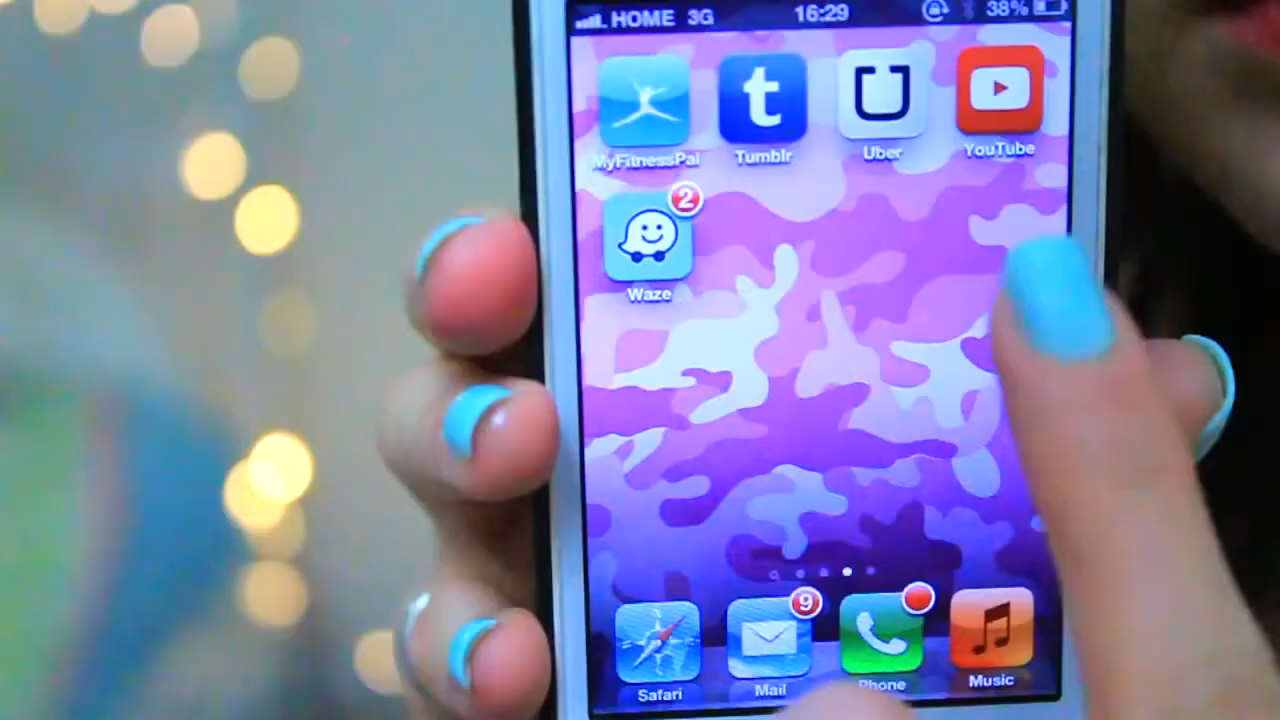 HOME 3G 16:29 38%
t U
MyFitnessPal Tumblr Uber YouTube
2
Waze
9
Safari Mail Phone Music